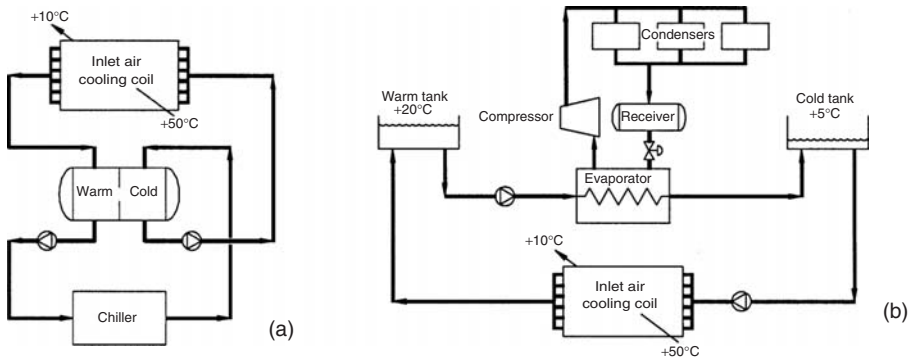 +10°C
Inlet air
cooling coil
+50°C
Warm
Cold
Chiller
(a)
Condensers
Warm tank
+20°C
Compressor
Receiver
Cold tank
+5°C
Evaporator
+10°C
Inlet air
cooling coil
+50°C
(b)